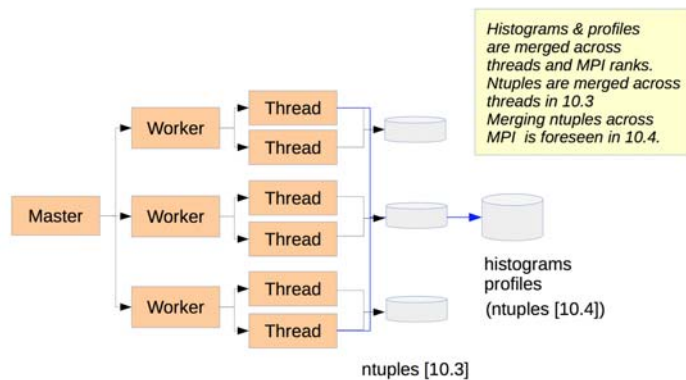 Histograms & profiles
are merged across
threads and MPI ranks.
Ntuples are merged across
threads in 10.3
Merging ntuples across
MPI  is foreseen in 10.4.
Thread
Worker
Thread
Thread
Master
Worker
Thread
histograms
profiles
(ntuples [10.4])
Thread
Worker
Thread
ntuples [10.3]